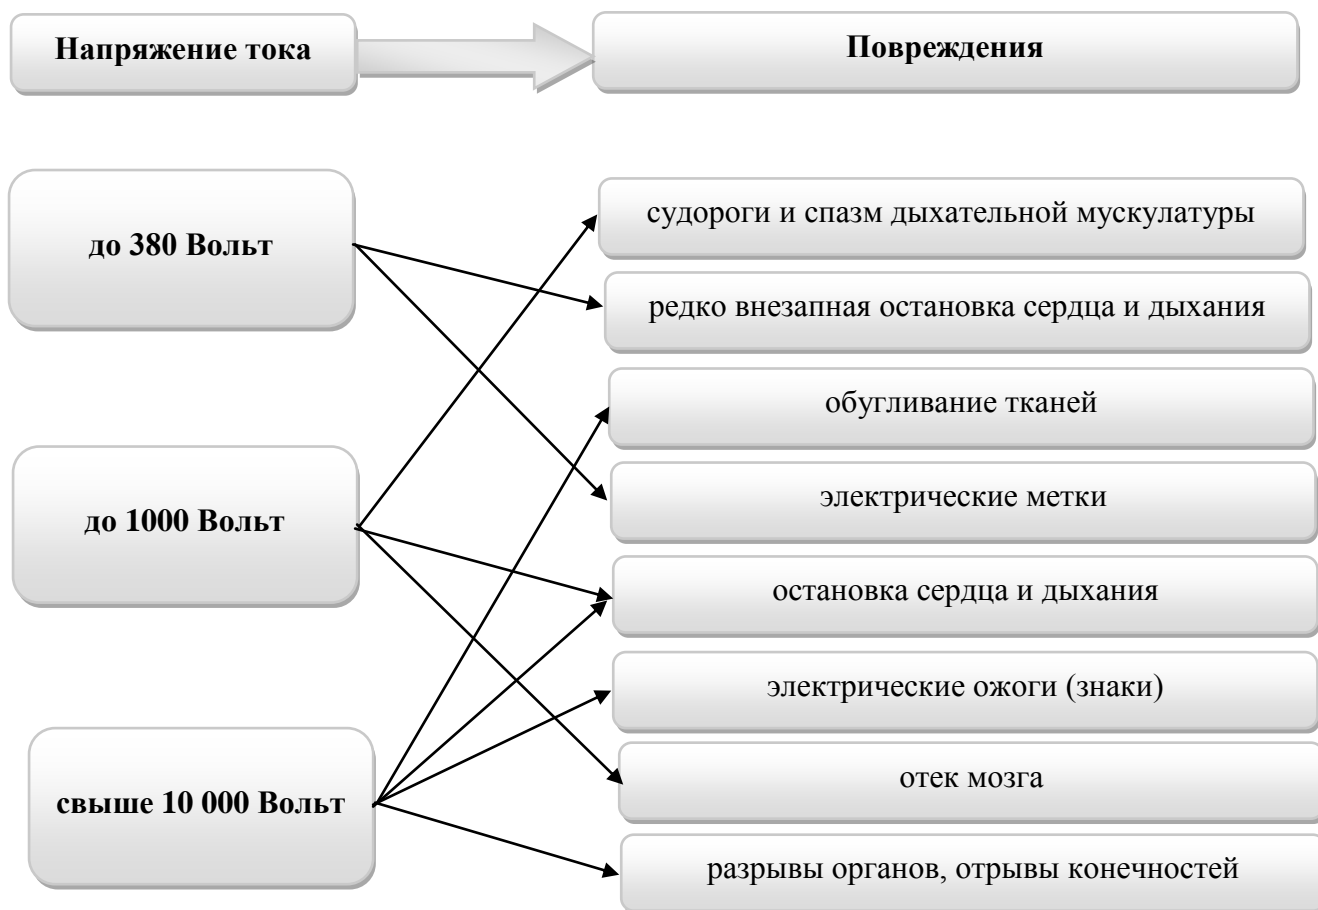 Напряжение тока
Повреждения
до 380 Вольт
судороги и спазм дыхательной мускулатуры
редко внезапная остановка сердца и дыхания
обугливание тканей
до 1000 Вольт
электрические метки
остановка сердца и дыхания
электрические ожоги (знаки)
свыше 10 000 Вольт
отек мозга
разрывы органов, отрывы конечностей